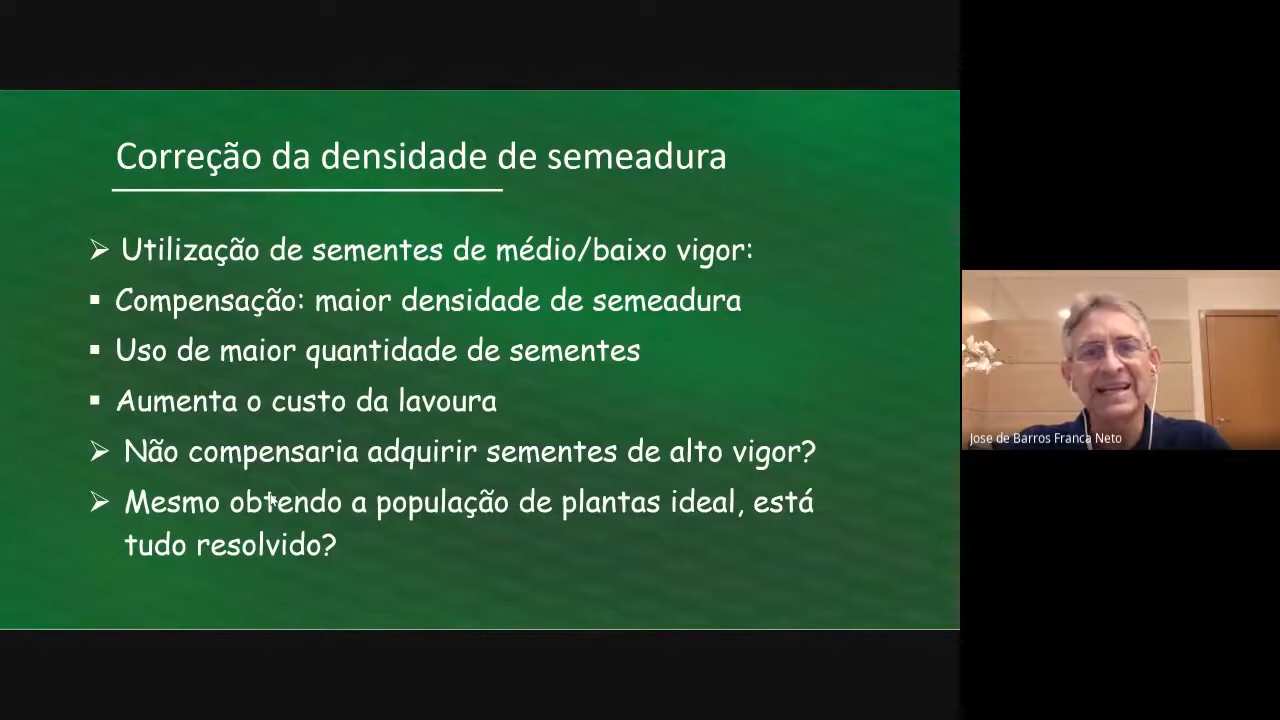 Correção da densidade de semeadura
➢ Utilização de sementes de médio/baixo vigor:
▪ Compensação: maior densidade de semeadura
▪ Uso de maior quantidade de sementes
▪ Aumenta o custo da lavoura
➢ Não compensaria adquirir sementes de alto vigor?
➢ Mesmo obtendo a população de plantas ideal, está
tudo resolvido?
Jose de Barros Franca Neto